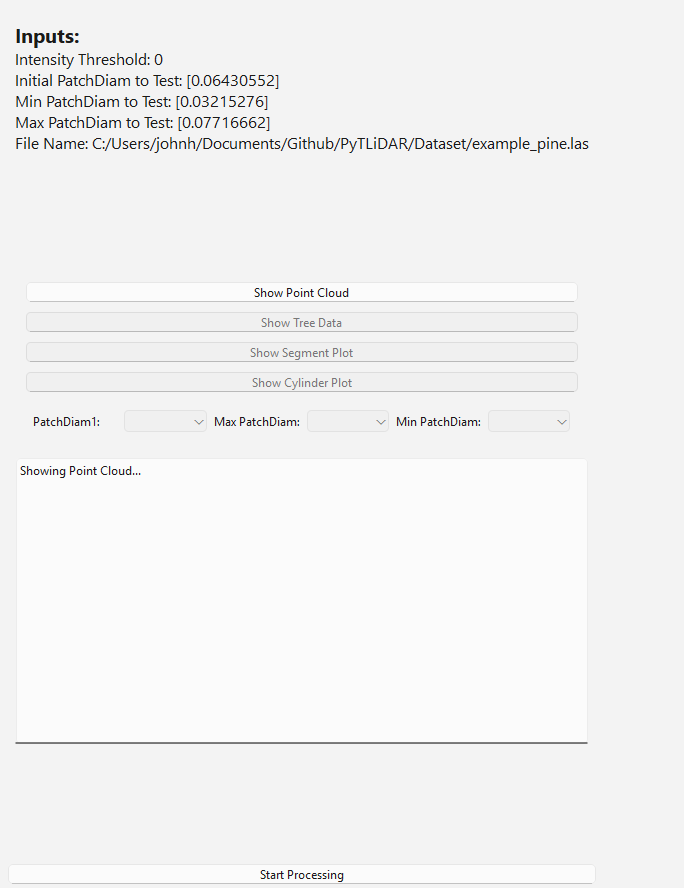 Inputs:
Intensity Threshold: 0
Initial PatchDiam to Test: [0.06430552]
Min PatchDiam to Test: [0.03215276]
Max PatchDiam to Test: [0.07716662]
File Name: C:/Users/johnh/Documents/Github/PyTLiDAR/Dataset/example_pine.las
Show Point Cloud
Show Tree Data
Show Segment Plot
Show Cylinder Plot
PatchDiam1: Max PatchDiam: Min PatchDiam:
Showing Point Cloud...
Start Processing